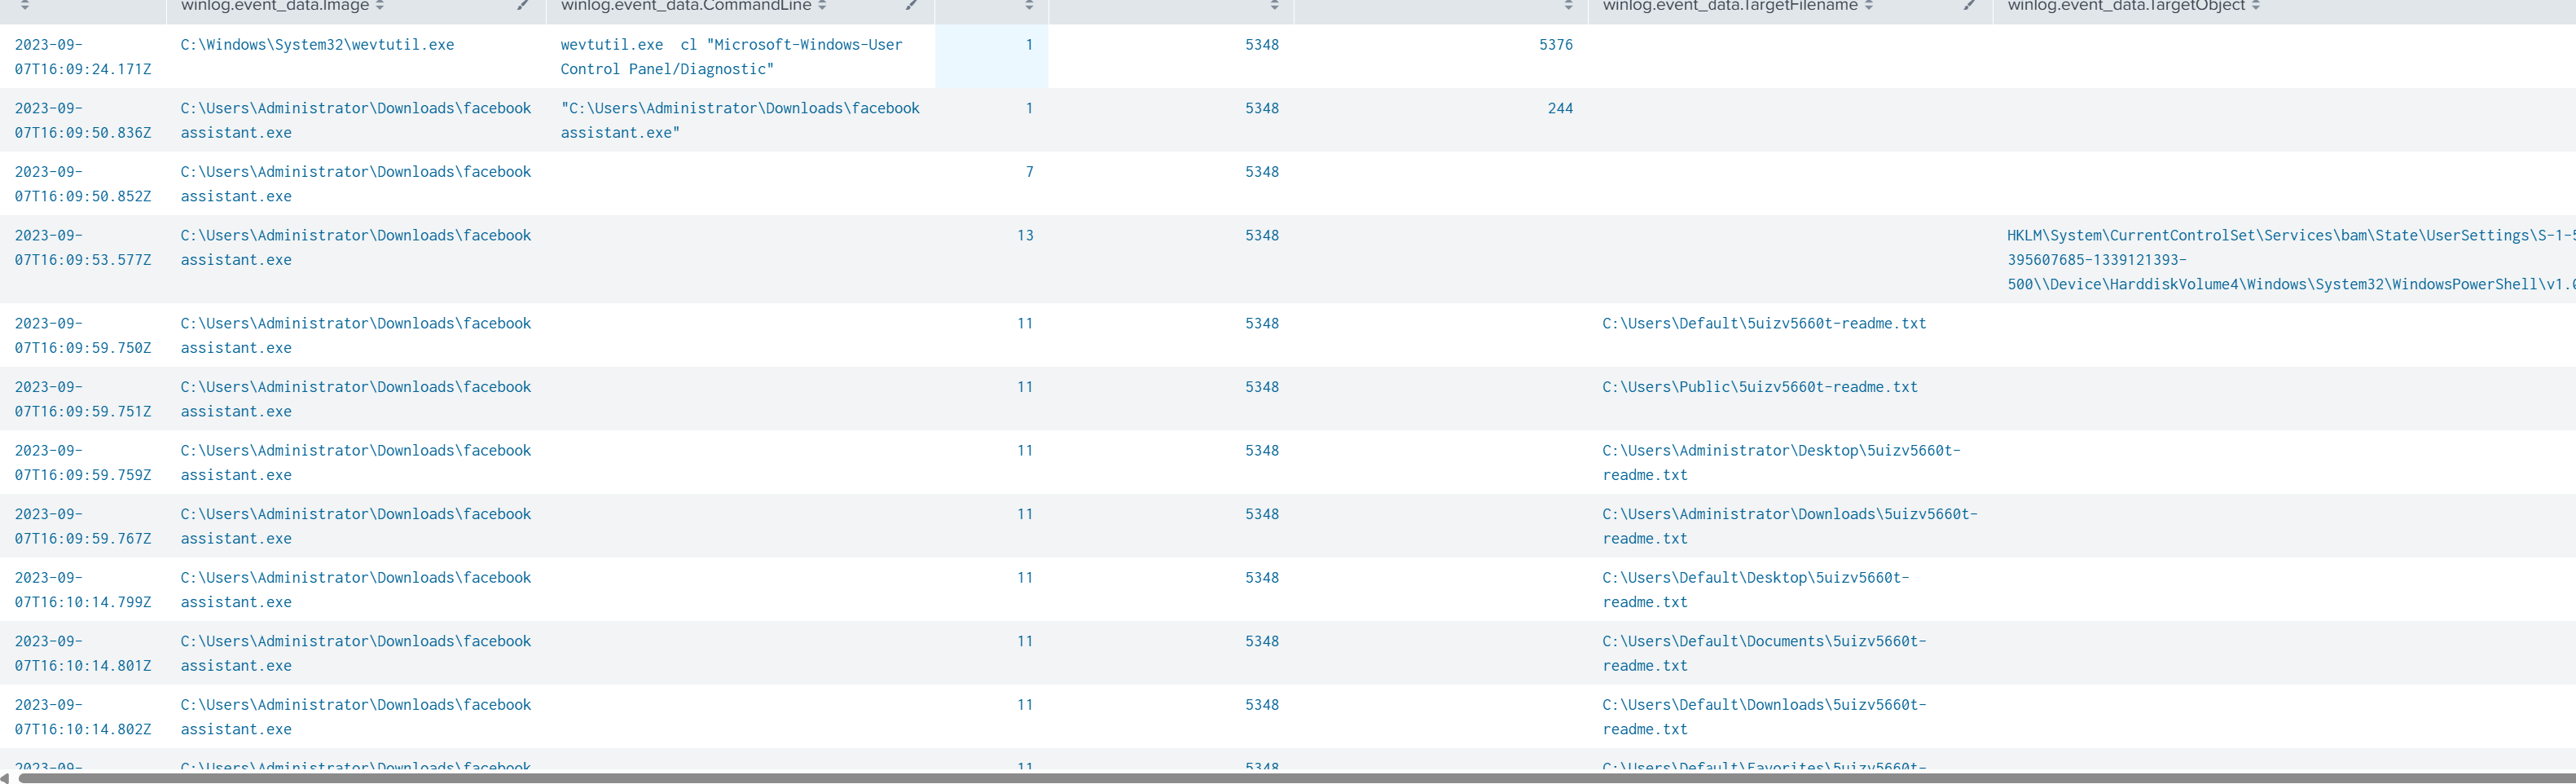 winlog.event_data.Image winlog.event_data.CommandLine winlog.event_data.TargetFilename winlog.event_data.TargetObject
2023-09- C:\Windows\System32\wevtutil.exe wevtutil.exe  cl "Microsoft-Windows-User 1 5348 5376
07T16:09:24.171Z Control Panel/Diagnostic"
2023-09- C:\Users\Administrator\Downloads\facebook "C:\Users\Administrator\Downloads\facebook 1 5348 244
07T16:09:50.836Z assistant.exe assistant.exe"
2023-09- C:\Users\Administrator\Downloads\facebook 7 5348
07T16:09:50.852Z assistant.exe
2023-09- C:\Users\Administrator\Downloads\facebook 13 5348 HKLM\System\CurrentControlSet\Services\bam\State\UserSettings\S-1-5
07T16:09:53.577Z assistant.exe 395607685-1339121393-
500\\Device\HarddiskVolume4\Windows\System32\WindowsPowerShell\v1.0
2023-09- C:\Users\Administrator\Downloads\facebook 11 5348 C:\Users\Default\5uizv5660t-readme.txt
07T16:09:59.750Z assistant.exe
2023-09- C:\Users\Administrator\Downloads\facebook 11 5348 C:\Users\Public\5uizv5660t-readme.txt
07T16:09:59.751Z assistant.exe
2023-09- C:\Users\Administrator\Downloads\facebook 11 5348 C:\Users\Administrator\Desktop\5uizv5660t-
07T16:09:59.759Z assistant.exe readme.txt
2023-09- C:\Users\Administrator\Downloads\facebook 11 5348 C:\Users\Administrator\Downloads\5uizv5660t-
07T16:09:59.767Z assistant.exe readme.txt
2023-09- C:\Users\Administrator\Downloads\facebook 11 5348 C:\Users\Default\Desktop\5uizv5660t-
07T16:10:14.799Z assistant.exe readme.txt
2023-09- C:\Users\Administrator\Downloads\facebook 11 5348 C:\Users\Default\Documents\5uizv5660t-
07T16:10:14.801Z assistant.exe readme.txt
2023-09- C:\Users\Administrator\Downloads\facebook 11 5348 C:\Users\Default\Downloads\5uizv5660t-
07T16:10:14.802Z assistant.exe readme.txt
2023-09- C:\Users\Administrator\Downloads\facebook 11 5348 C:\Users\Default\Favorites\5uizv5660t-